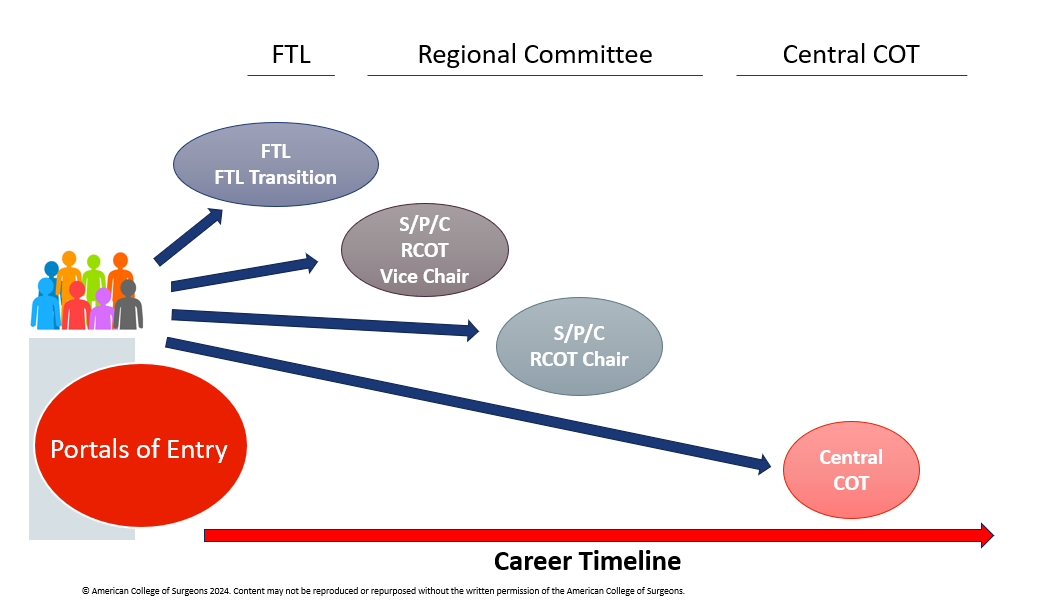 FTL
Regional Committee
Central COT
FTL
FTL Transition
S/P/C
RCOT
Vice Chair
S/P/C
RCOT Chair
Portals of Entry
Central
COT
Career Timeline
© American College of Surgeons 2024. Content may not be reproduced or repurposed without the written permission of the American College of Surgeons.